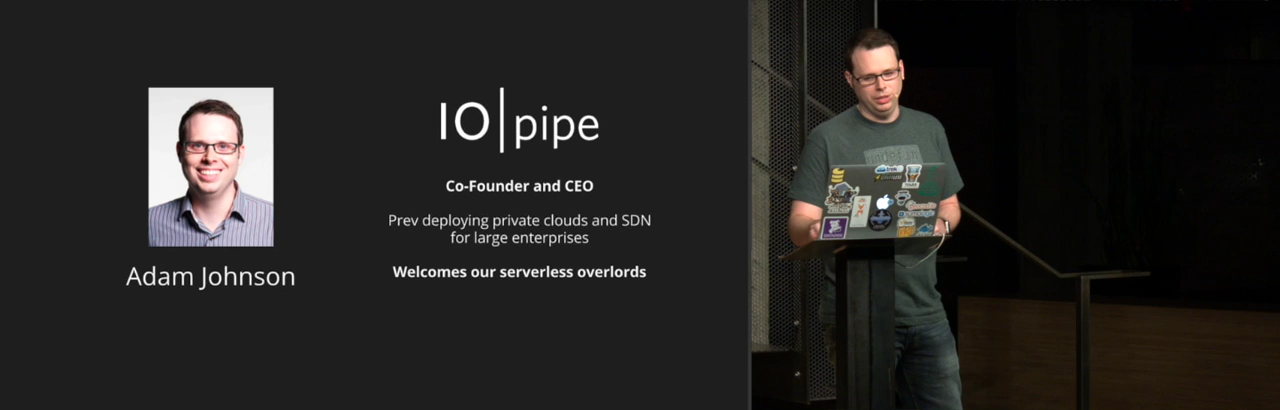 IO|pipe
Co-Founder and CEO
Prev deploying private clouds and SDN
for large enterprises
Welcomes our serverless overlords
Adam Johnson